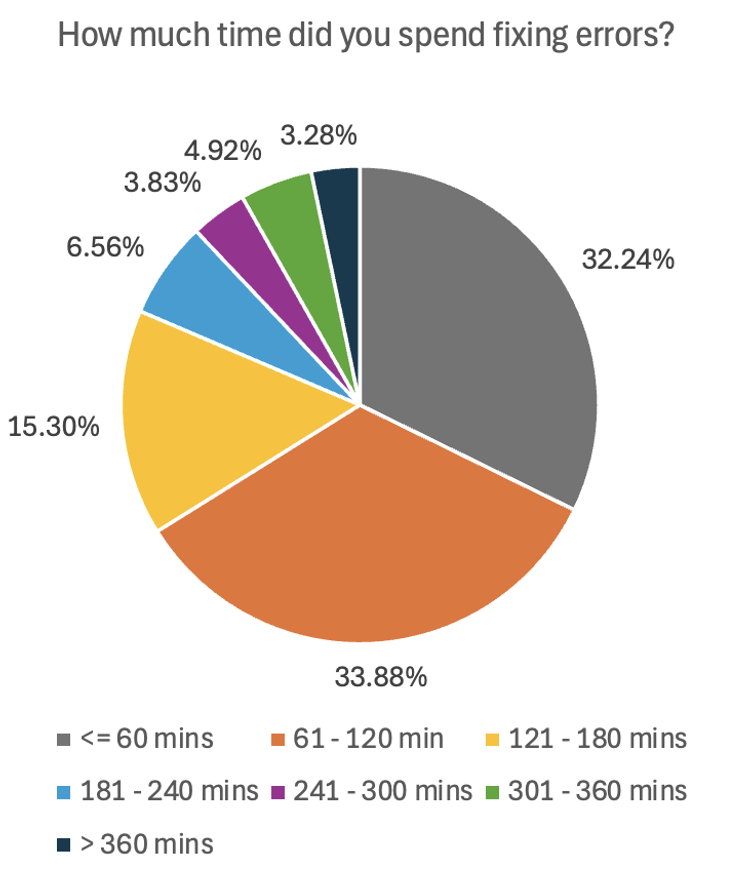 How much time did you spend fixing errors?
3.28%
4.92%
3.83%
6.56%
32.24%
15.30%
33.88%
<= 60 mins
61 - 120 min
121 - 180 mins
181 - 240 mins
241 - 300 mins
301 - 360 mins
> 360 mins